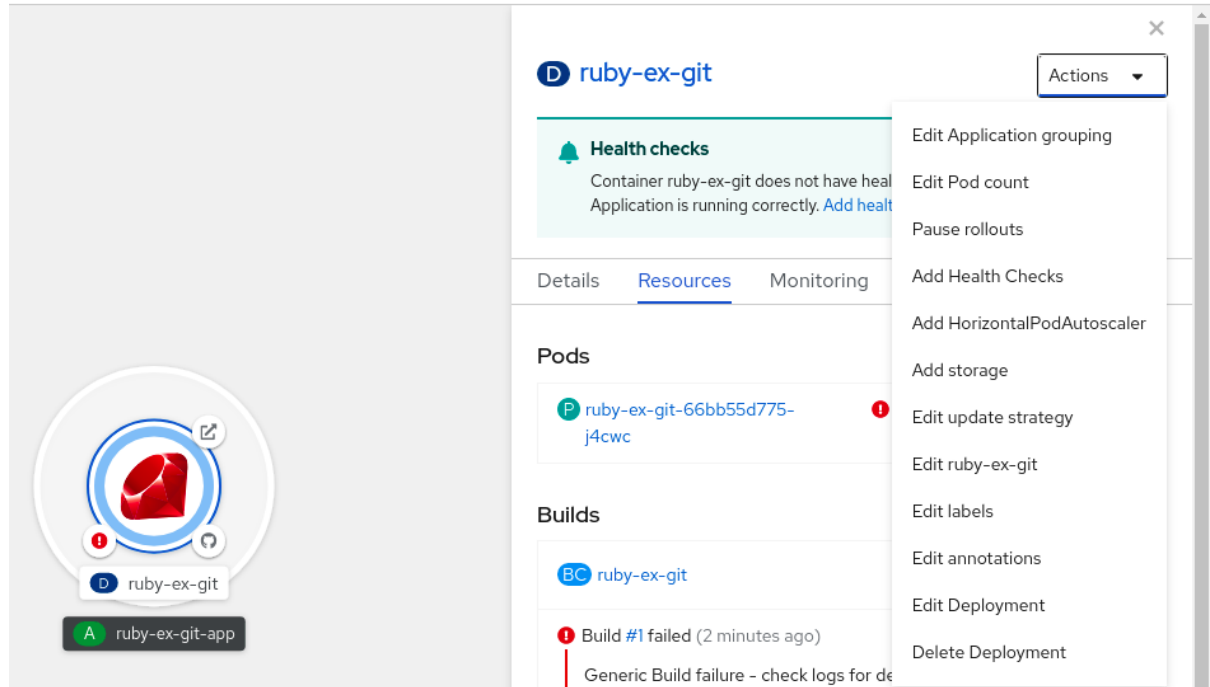 D ruby-ex-git
Actions
Health checks
Container ruby-ex-git does not have heal
Application is running correctly. Add healt
Details Resources Monitoring
Pods
P ruby-ex-git-66bb55d775-
j4cwc
Builds
BC ruby-ex-git
Build #1 failed (2 minutes ago)
Generic Build failure - check logs for de
Edit Application grouping
Edit Pod count
Pause rollouts
Add Health Checks
Add HorizontalPodAutoscaler
Add storage
Edit update strategy
Edit ruby-ex-git
Edit labels
Edit annotations
Edit Deployment
Delete Deployment
D ruby-ex-git
A ruby-ex-git-app